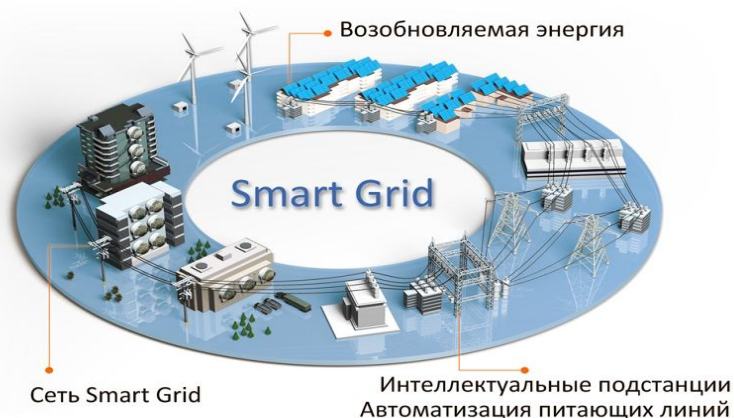 Возобновляемая энергия
Smart Grid
Сеть Smart Grid
Интеллектуальные подстанции
Автоматизация питающих линий